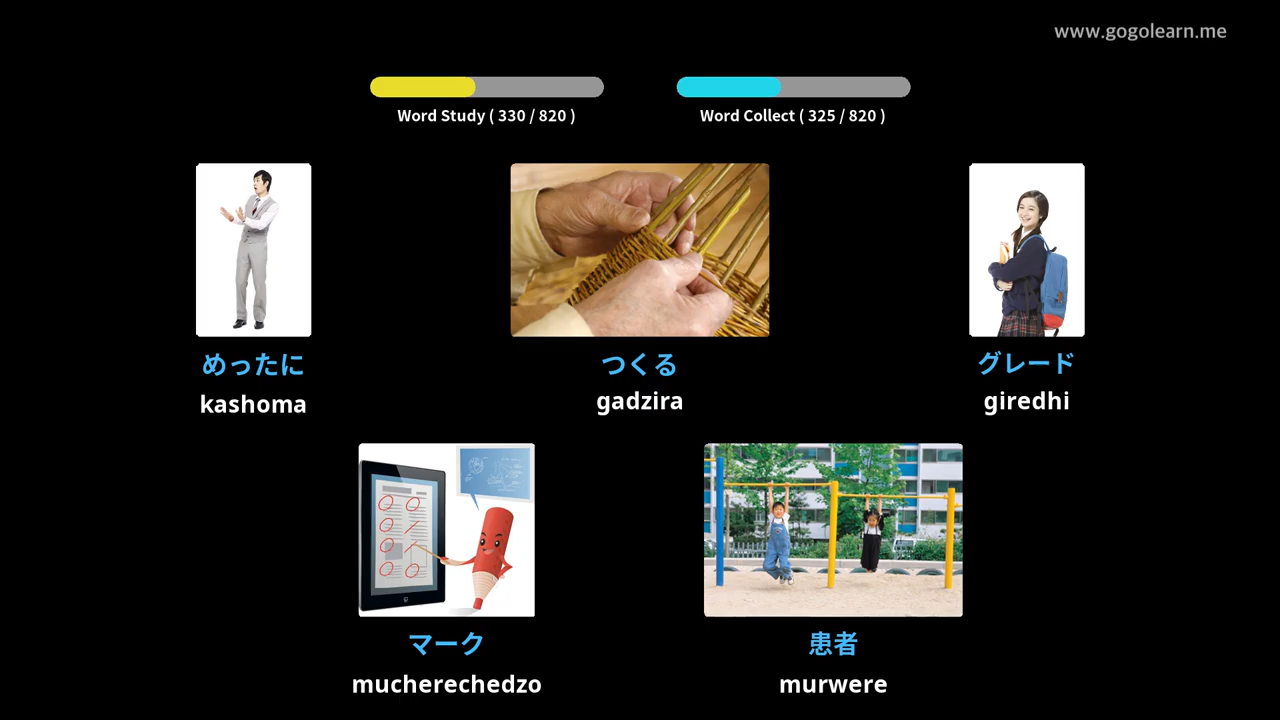 www.gogolearn.me
Word Study ( 330 / 820 )
Word Collect ( 325 / 820 )
めったに
kashoma
つくる
gadzira
グレード
giredhi
マーク
mucherechedzo
患者
murwere